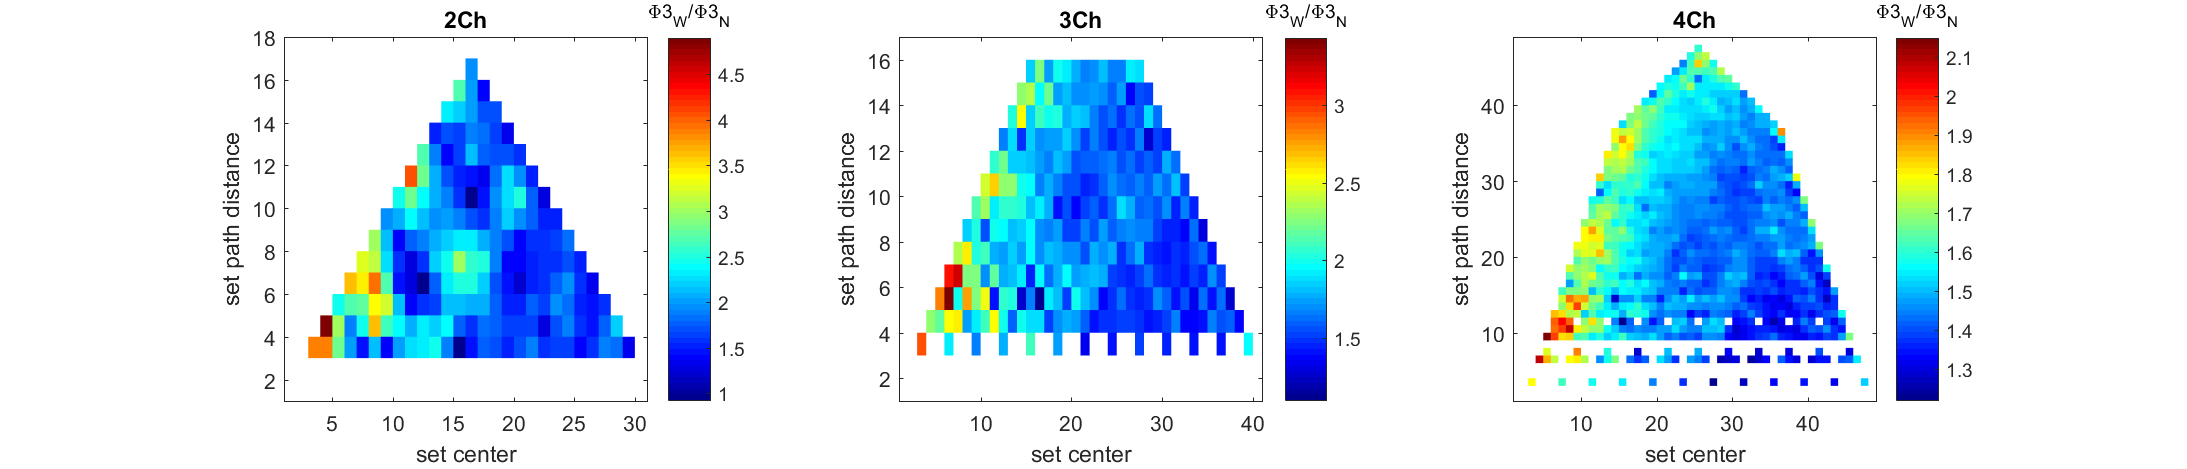 2Ch
Φ3W/Φ3N
18
16
14
12
10
8
6
4
2
set path distance
5 10 15 20 25 30
set center
4.5
4
3.5
3
2.5
2
1.5
1
3Ch
Φ3W/Φ3N
16
14
12
10
8
6
4
2
set path distance
10 20 30 40
set center
3
2.5
2
1.5
4Ch
Φ3W/Φ3N
40
30
20
10
set path distance
10 20 30 40
set center
2.1
2
1.9
1.8
1.7
1.6
1.5
1.4
1.3